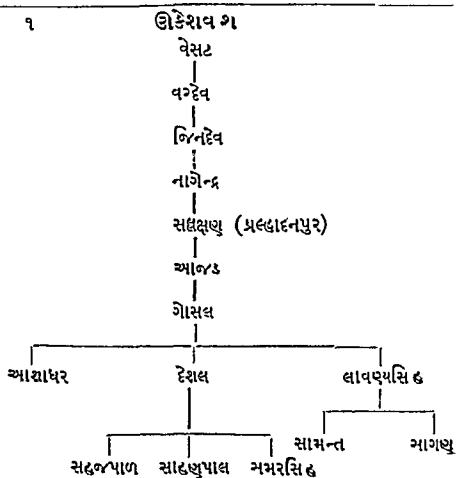 ૧ ઊકેશવ શ
વેસટ
વરદેવ
જિનદેવ
નાગેન્દ્ર
સલક્ષણ (પ્રલ્હાદનપુર)
આજડ
ગોસલ
આશાધર દેશલ લાવણ્યસિ હ
સામન્ત સાગણ
સહજપાળ સાહણપાલ સમરસિ હ